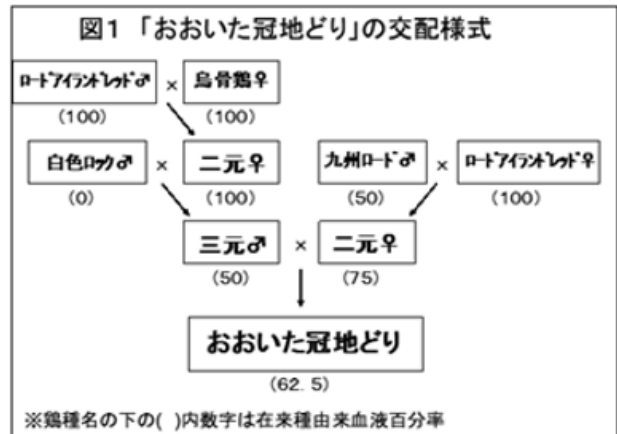 図1 「おおいた冠地どり」の交配様式
ロードアイランドレッド♂ × 烏骨鶏♀
(100) (100)
白色ロック♂ × 二元♀ 九州ロード♂ × ロードアイランドレッド♀
(0) (100) (50) (100)
三元♂ × 二元♀
(50) (75)
おおいた冠地どり
(62.5)
※鶏種名の下の( )内数字は在来種由来血液百分率